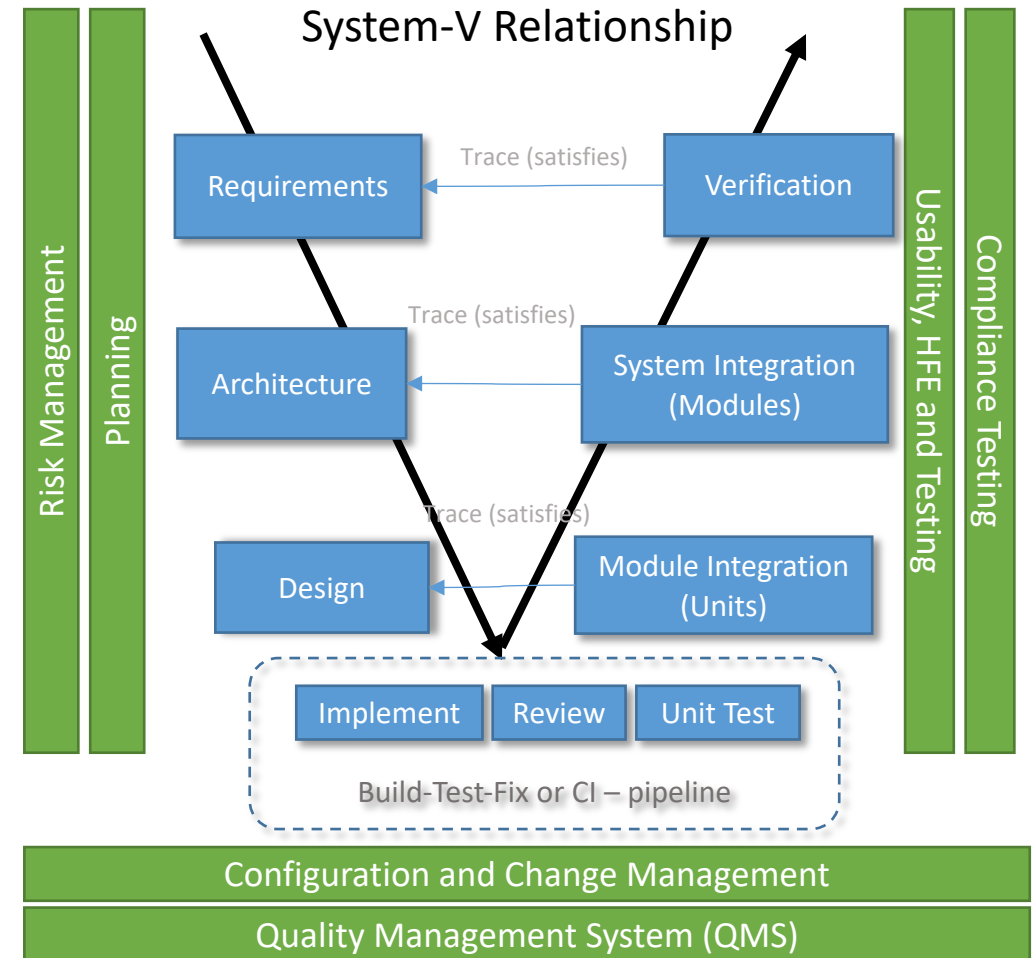 System-V Relationship
Risk Management
Planning
Requirements
Trace (satisfies)
Verification
Architecture
Trace (satisfies)
System Integration
(Modules)
Design
Trace (satisfies)
Module Integration
(Units)
Implement
Review
Unit Test
Build-Test-Fix or CI – pipeline
Usability, HFE and Testing
Compliance Testing
Configuration and Change Management
Quality Management System (QMS)